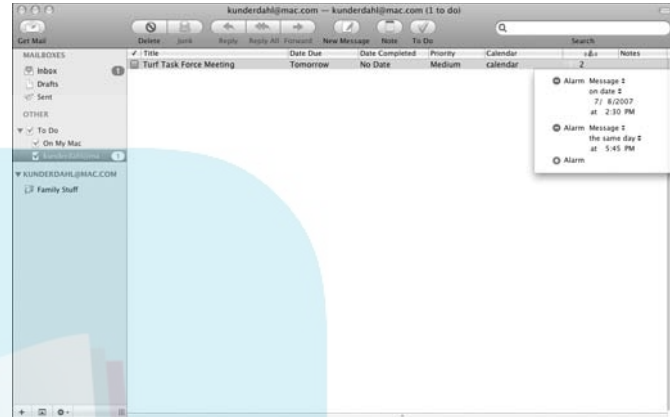 kunderdahl@mac.com — kunderdahl@mac.com (1 to do)
Get Mail Delete Junk Reply Reply All Forward New Message Note To Do Search
MAILBOXES
Inbox 1
Drafts
Sent
OTHER
To Do
On My Mac
KUNDERDAHL@MAC.COM
Family Stuff
Title Date Due Date Completed Priority Calendar Notes
Turf Task Force Meeting Tomorrow No Date Medium calendar 2
Alarm Message
on date
7/ 8/2007
at 2:30 PM
Alarm Message
the same day
at 5:45 PM
Alarm